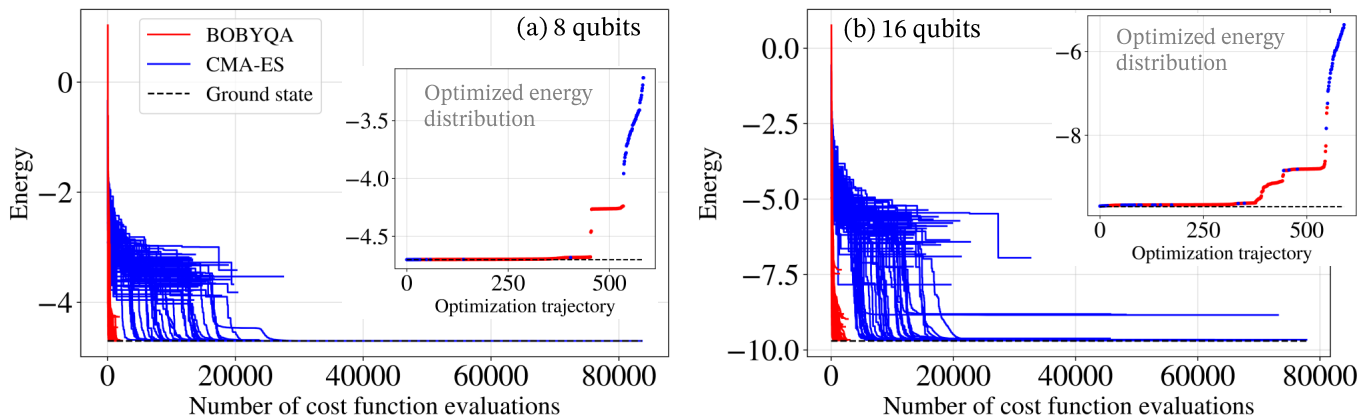 (a) 8 qubits
BOBYQA
CMA-ES
Ground state
Energy
0
−2
−4
0
20000
40000
60000
80000
Number of cost function evaluations
Optimized energy
distribution
−3.5
−4.0
−4.5
0
250
500
Optimization trajectory
(b) 16 qubits
Energy
0.0
−2.5
−5.0
−7.5
−10.0
0
20000
40000
60000
80000
Number of cost function evaluations
Optimized energy
distribution
−6
−8
0
250
500
Optimization trajectory